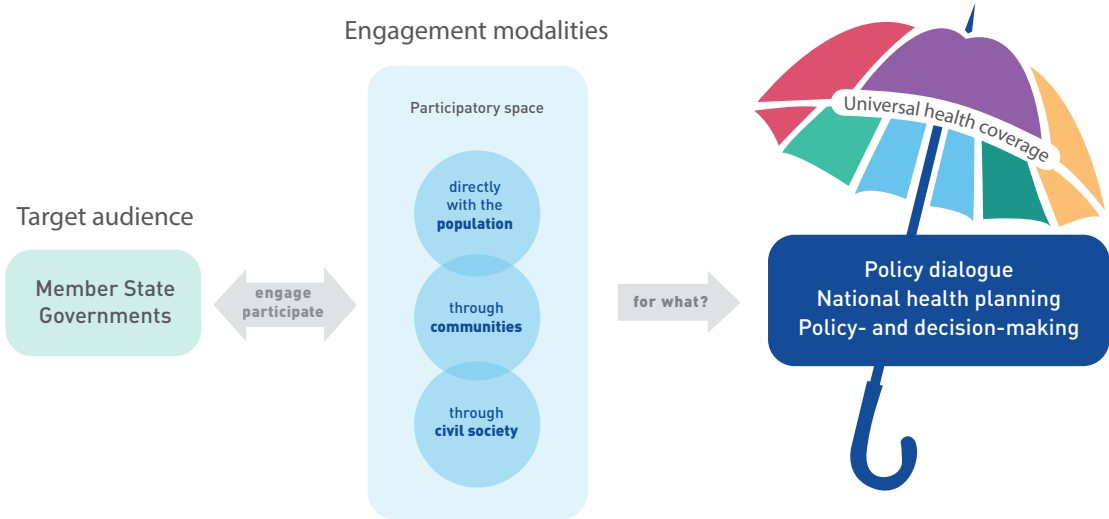 Engagement modalities
Target audience
Member State
Governments
engage
participate
Participatory space
directly
with the
population
through
communities
through
civil society
for what?
Universal health coverage
Policy dialogue
National health planning
Policy- and decision-making